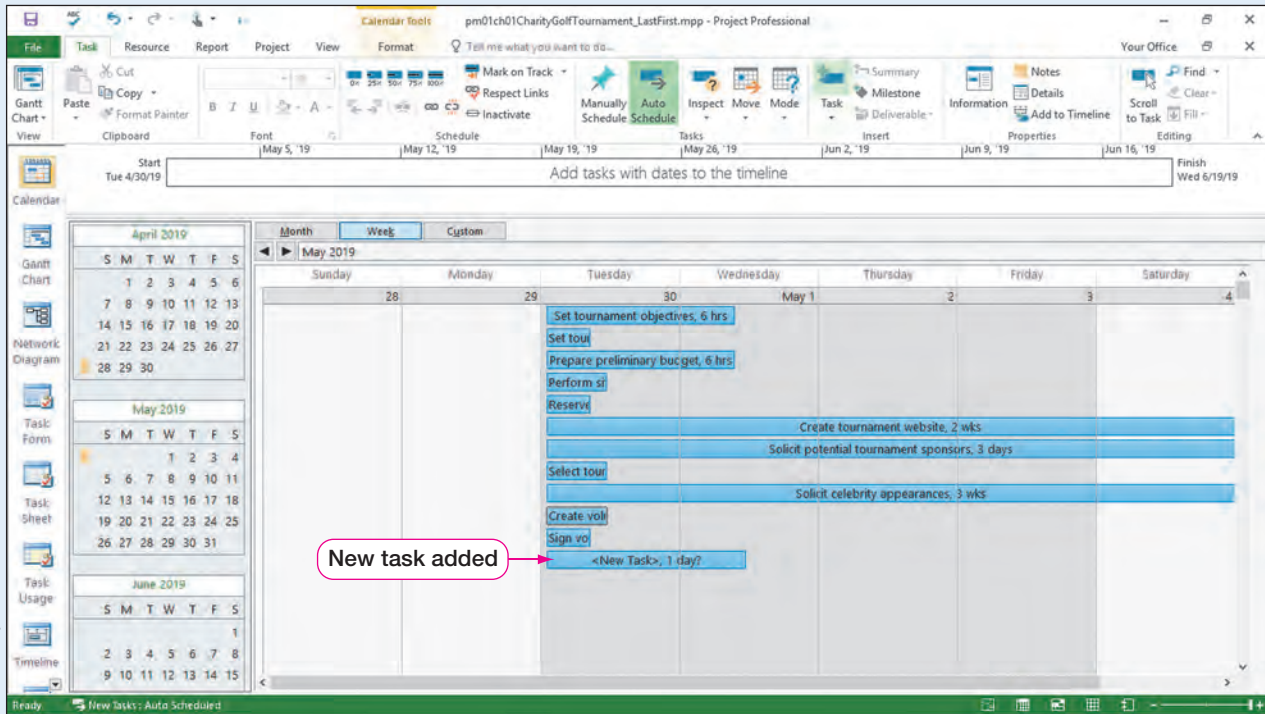 Calendar Tools
pm01ch01CharityGolfTournament_LastFirst.mpp - Project Professional
File Task Resource Report Project View Format Tell me what you want to do... Your Office
Gantt Chart
View
Paste
Cut
Copy
Format Painter
Clipboard
B I U A
Font
0% 25% 50% 75% 100%
Mark on Track
Respect Links
Inactivate
Schedule
Manually Schedule
Auto Schedule
Inspect
Move
Mode
Tasks
Task
Summary
Milestone
Deliverable
Insert
Information
Notes
Details
Add to Timeline
Properties
Scroll to Task
Find
Clear
Fill
Editing
May 5, '19 May 12, '19 May 19, '19 May 26, '19 Jun 2, '19 Jun 9, '19 Jun 16, '19
Start
Tue 4/30/19
Add tasks with dates to the timeline
Finish
Wed 6/19/19
Calendar
Gantt Chart
Network Diagram
Task Form
Task Sheet
Task Usage
Timeline
April 2019
S M T W T F S
1 2 3 4 5 6
7 8 9 10 11 12 13
14 15 16 17 18 19 20
21 22 23 24 25 26 27
28 29 30
May 2019
S M T W T F S
1 2 3 4
5 6 7 8 9 10 11
12 13 14 15 16 17 18
19 20 21 22 23 24 25
26 27 28 29 30 31
June 2019
S M T W T F S
1
2 3 4 5 6 7 8
9 10 11 12 13 14 15
Month Week Custom
May 2019
Sunday Monday Tuesday Wednesday Thursday Friday Saturday
28 29 30 May 1 2 3 4
Set tournament objectives, 6 hrs
Set tour
Prepare preliminary budget, 6 hrs
Perform si
Reserve
Create tournament website, 2 wks
Solicit potential tournament sponsors, 3 days
Select tour
Solicit celebrity appearances, 3 wks
Create volu
Sign vo
<New Task>, 1 day?
New task added
Ready New Tasks : Auto Scheduled